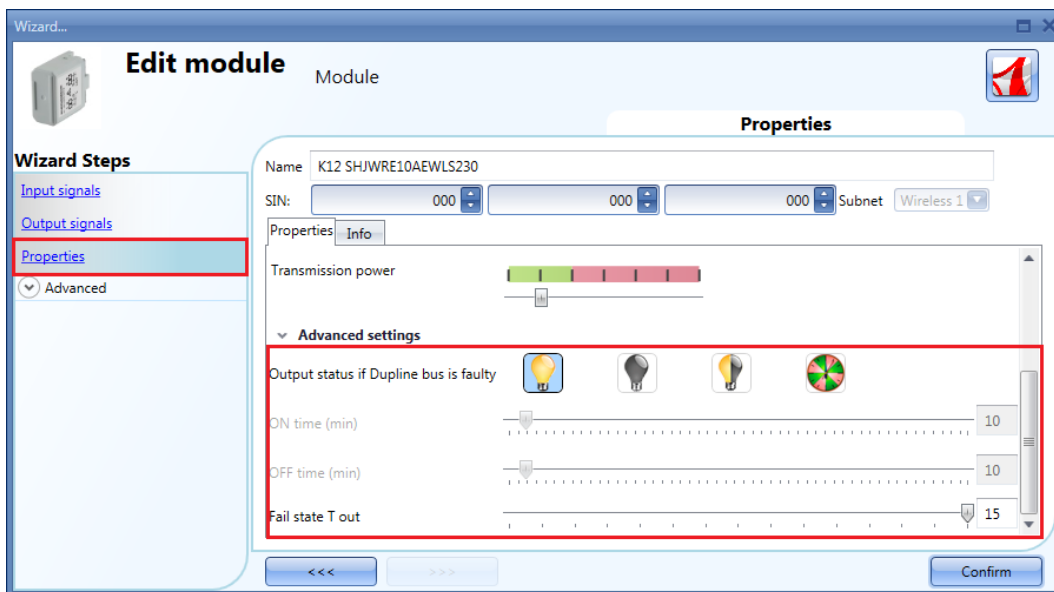 Wizard...
Edit module
Module
Properties
Wizard Steps
Input signals
Output signals
Properties
Advanced
Name K12 SHJWRE10AEWLS230
SIN: 000 000 000 Subnet Wireless 1
Properties Info
Transmission power
Advanced settings
Output status if Dupline bus is faulty
ON time (min) 10
OFF time (min) 10
Fail state T out 15
<<< >>> Confirm